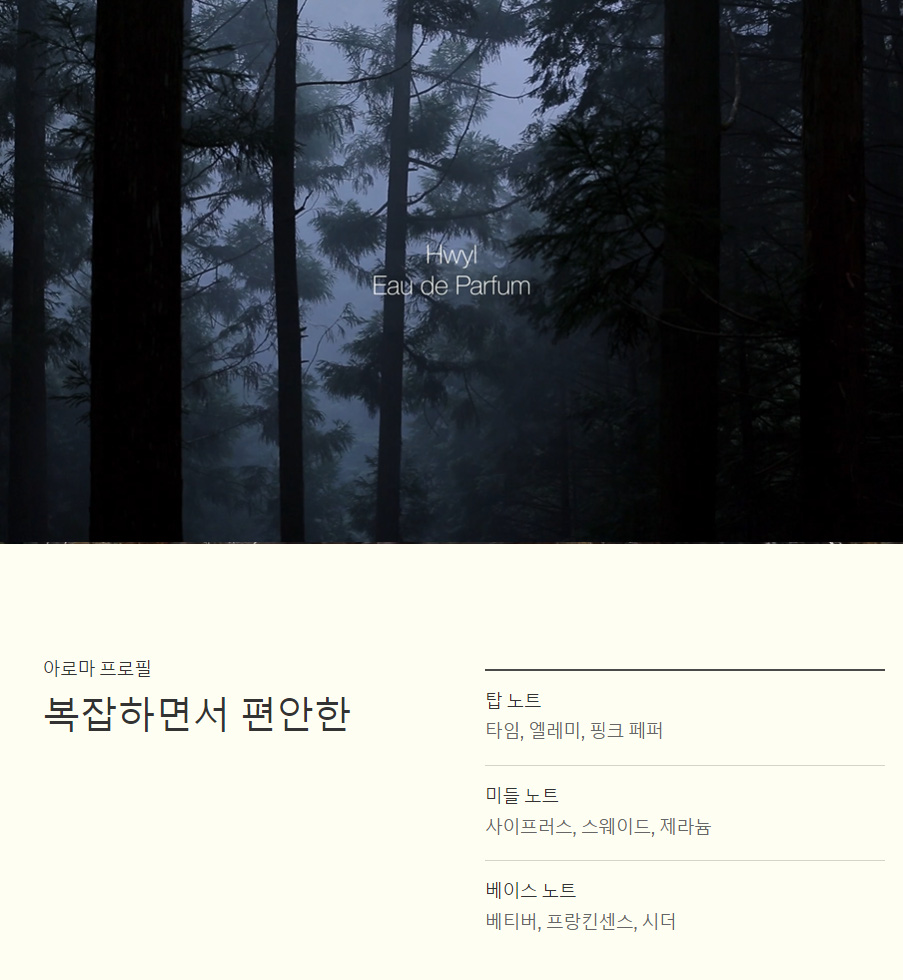 Hwyl
Eau de Parfum
아로마 프로필
복잡하면서 편안한
탑 노트
타임, 엘레미, 핑크 페퍼
미들 노트
사이프러스, 스웨이드, 제라늄
베이스 노트
베티버, 프랑킨센스, 시더